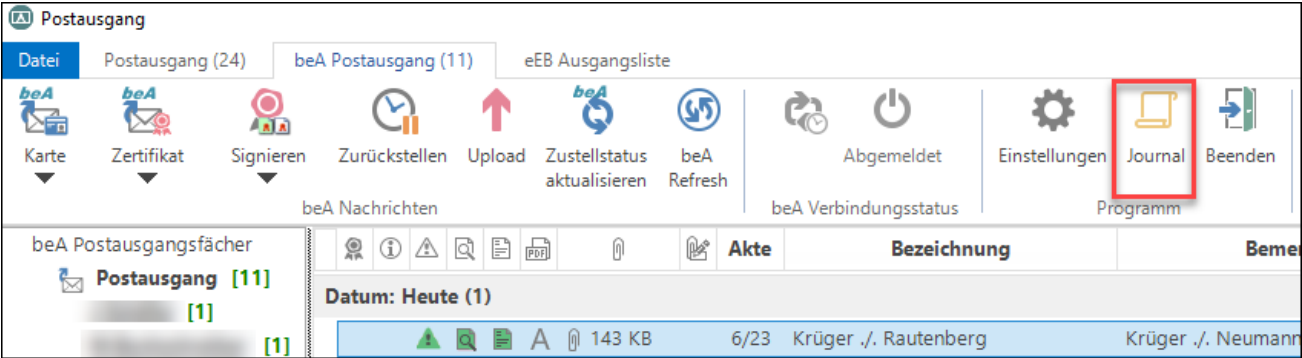 Postausgang
Datei Postausgang (24) beA Postausgang (11) eEB Ausgangsliste
beA beA beA
Karte Zertifikat Signieren Zurückstellen Upload Zustellstatus beA Abgemeldet Einstellungen Journal Beenden
aktualisieren Refresh
beA Nachrichten beA Verbindungsstatus Programm
beA Postausgangsfächer PDF Akte Bezeichnung Bemer
Postausgang [11]
Datum: Heute (1)
[1]
A 143 KB 6/23 Krüger ./. Rautenberg Krüger ./. Neumann
[1]